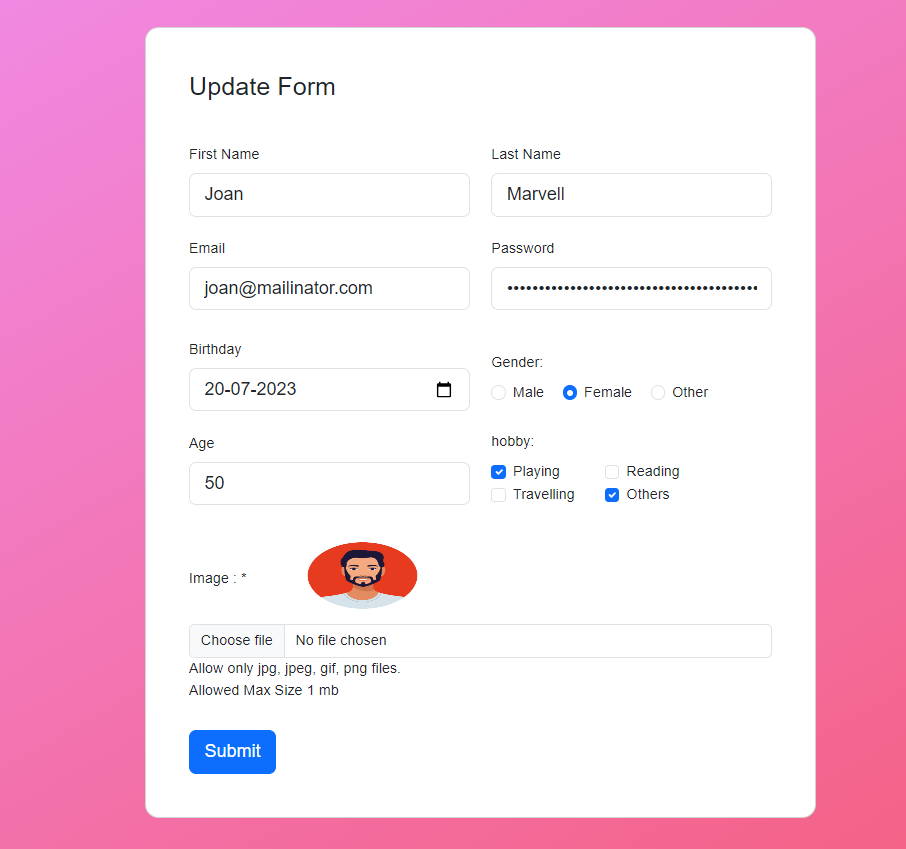 Update Form
First Name Last Name
Joan Marvell
Email Password
joan@mailinator.com ••••••••••••••••••••••••••••••••••••••••
Birthday
Gender:
20-07-2023
Male Female Other
Age hobby:
50
Playing Reading
Travelling Others
Image : *
Choose file No file chosen
Allow only jpg, jpeg, gif, png files.
Allowed Max Size 1 mb
Submit